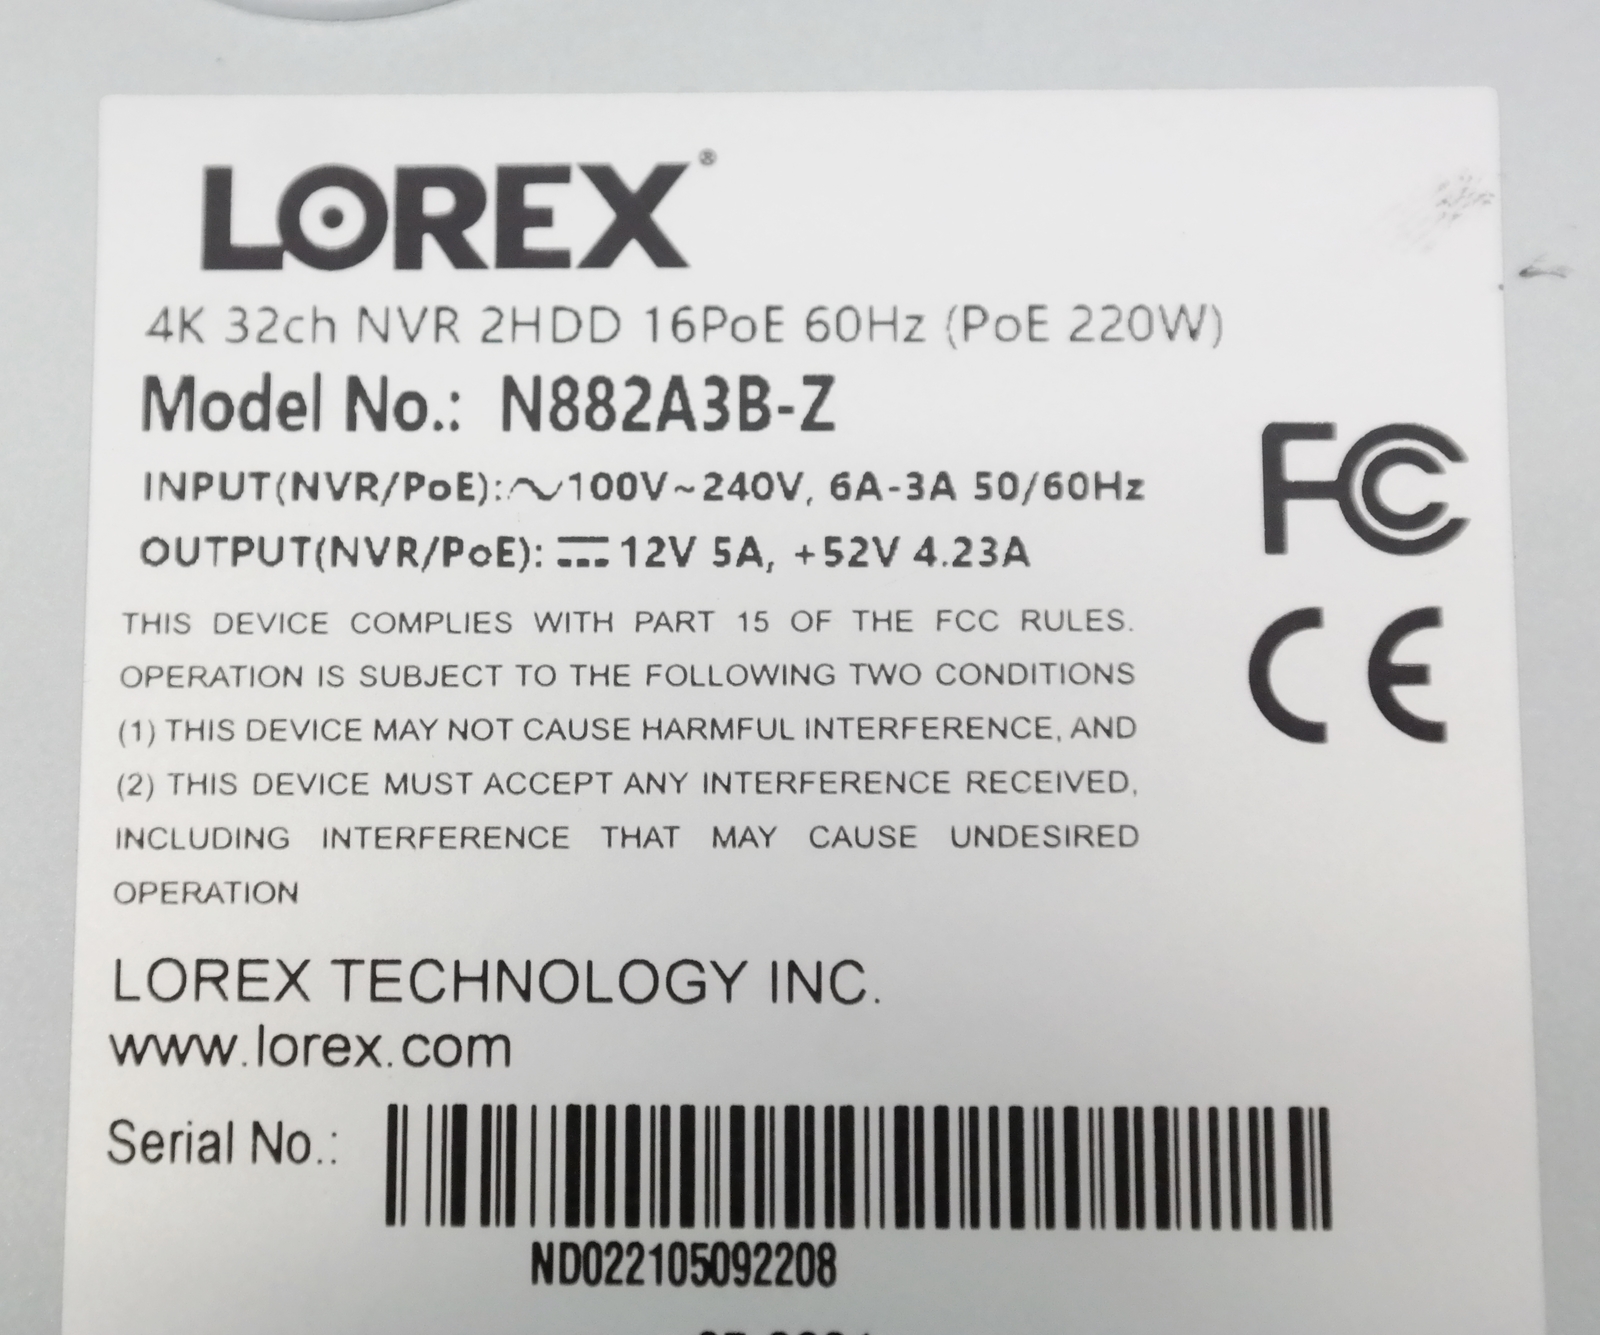 LOREX®
4K 32ch NVR 2HDD 16PoE 60Hz (PoE 220W)
Model No.: N882A3B-Z
INPUT(NVR/PoE):∿100V~240V, 6A-3A 50/60Hz
OUTPUT(NVR/PoE): ⎓12V 5A, +52V 4.23A
FC
CE
THIS DEVICE COMPLIES WITH PART 15 OF THE FCC RULES.
OPERATION IS SUBJECT TO THE FOLLOWING TWO CONDITIONS
(1) THIS DEVICE MAY NOT CAUSE HARMFUL INTERFERENCE, AND
(2) THIS DEVICE MUST ACCEPT ANY INTERFERENCE RECEIVED,
INCLUDING INTERFERENCE THAT MAY CAUSE UNDESIRED
OPERATION
LOREX TECHNOLOGY INC.
www.lorex.com
Serial No.:
ND022105092208